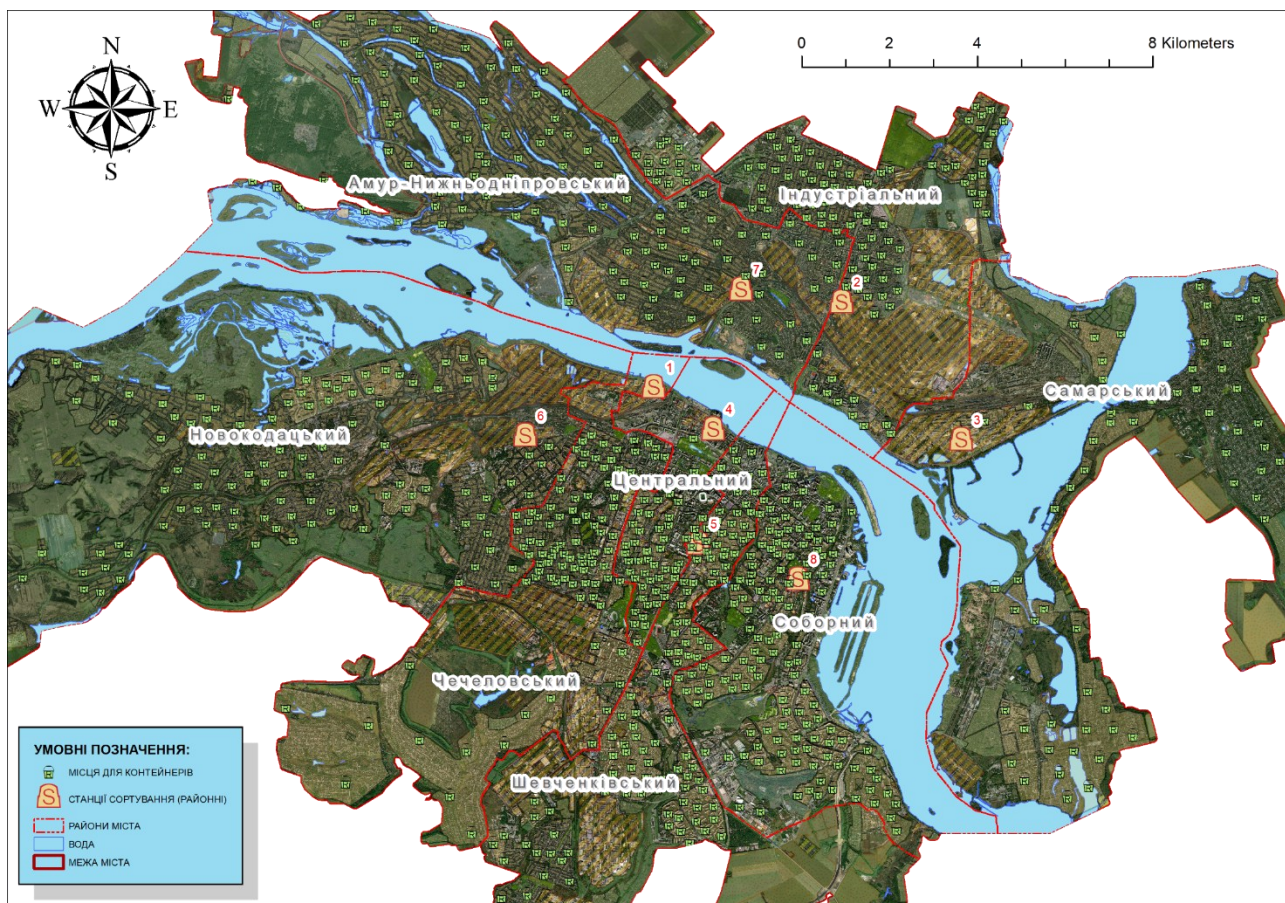 N
W E
S
0 2 4 8 Kilometers
Амур-Нижньодніпровський
Індустріальний
7
2
1
Самарський
4
3
6
Новокодацький
Центральний
5
8
Соборний
Чечеловський
Шевченківський
УМОВНІ ПОЗНАЧЕННЯ:
МІСЦЯ ДЛЯ КОНТЕЙНЕРІВ
S СТАНЦІЇ СОРТУВАННЯ (РАЙОННІ)
РАЙОНИ МІСТА
ВОДА
МЕЖА МІСТА